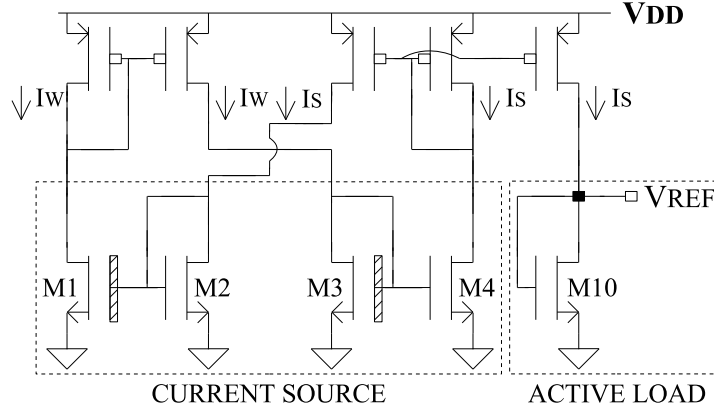 VDD
IW
IW
IS
IS
IS
VREF
M1
M2
M3
M4
M10
CURRENT SOURCE
ACTIVE LOAD